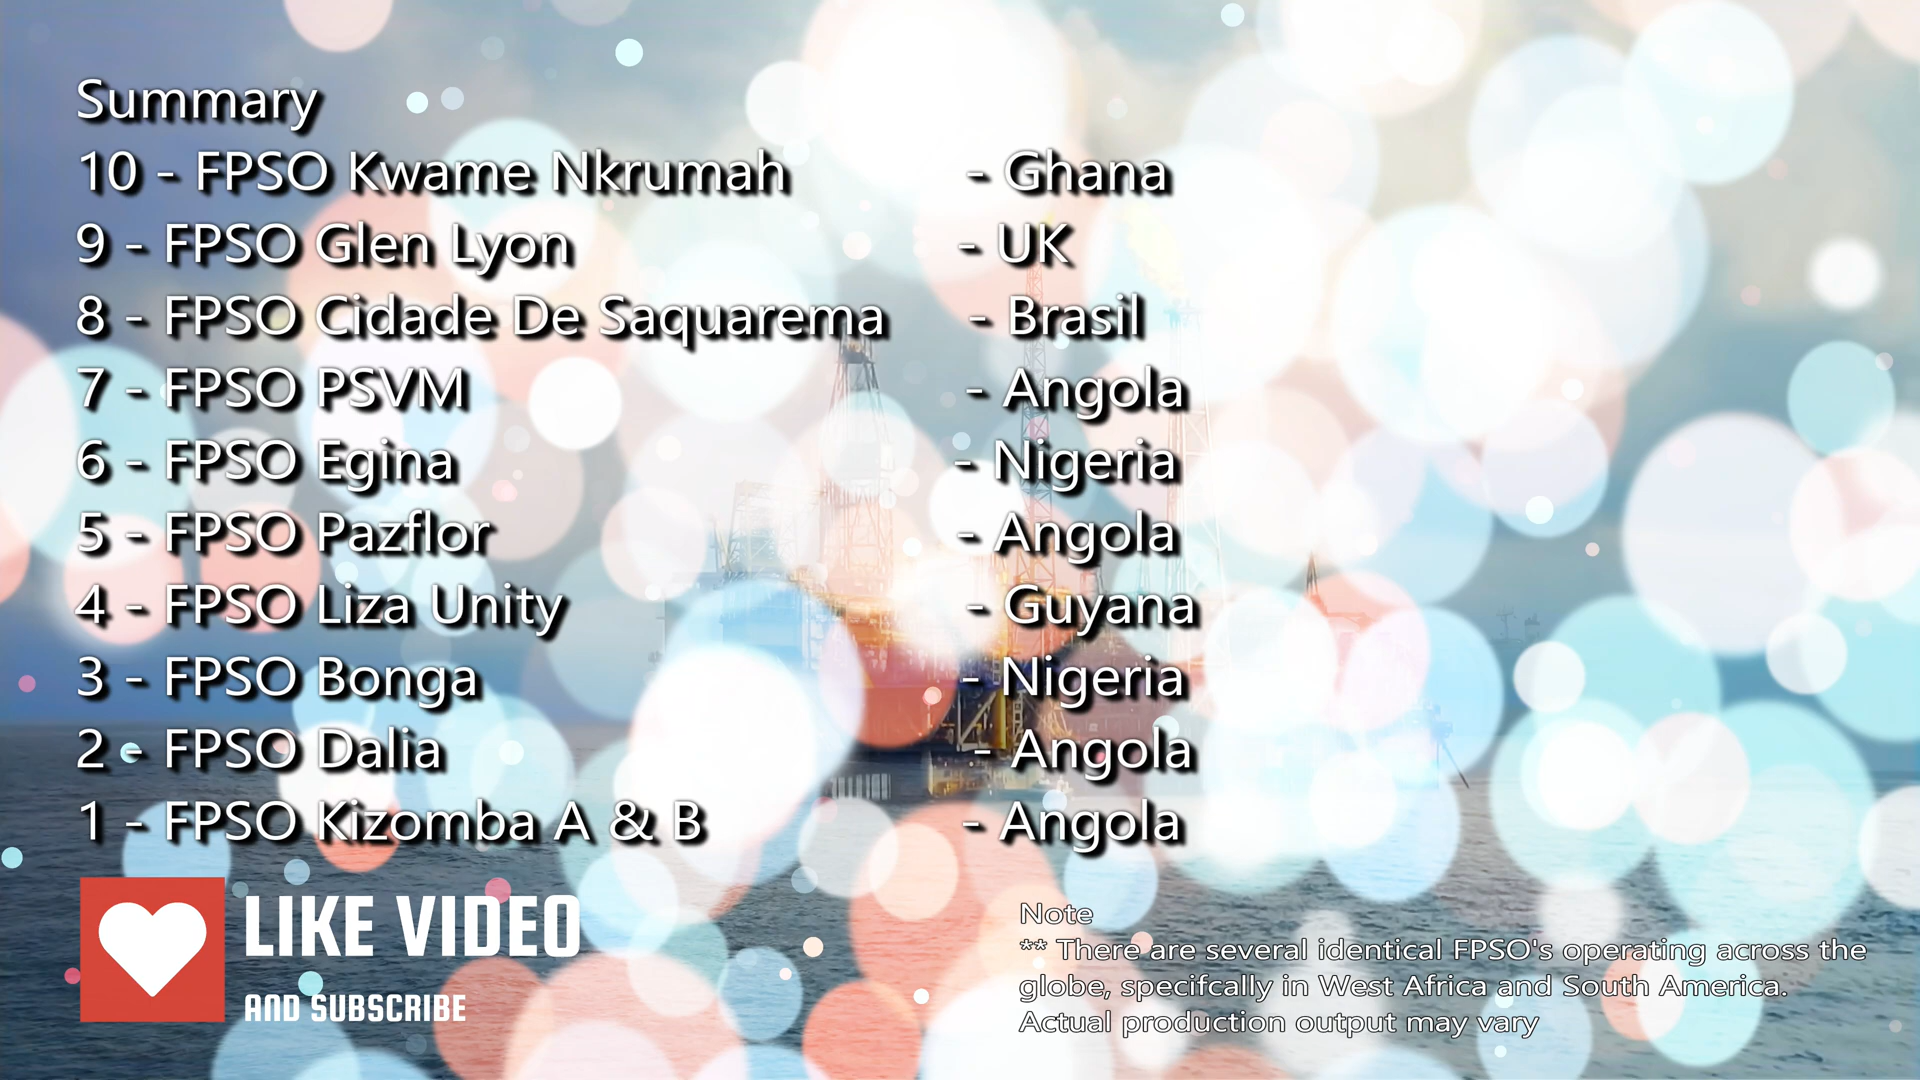 Summary
10 - FPSO Kwame Nkrumah - Ghana
9 - FPSO Glen Lyon - UK
8 - FPSO Cidade De Saquarema - Brasil
7 - FPSO PSVM - Angola
6 - FPSO Egina - Nigeria
5 - FPSO Pazflor - Angola
4 - FPSO Liza Unity - Guyana
3 - FPSO Bonga - Nigeria
2 - FPSO Dalia - Angola
1 - FPSO Kizomba A & B - Angola
LIKE VIDEO
AND SUBSCRIBE
Note
** There are several identical FPSO's operating across the
globe, specifcally in West Africa and South America.
Actual production output may vary